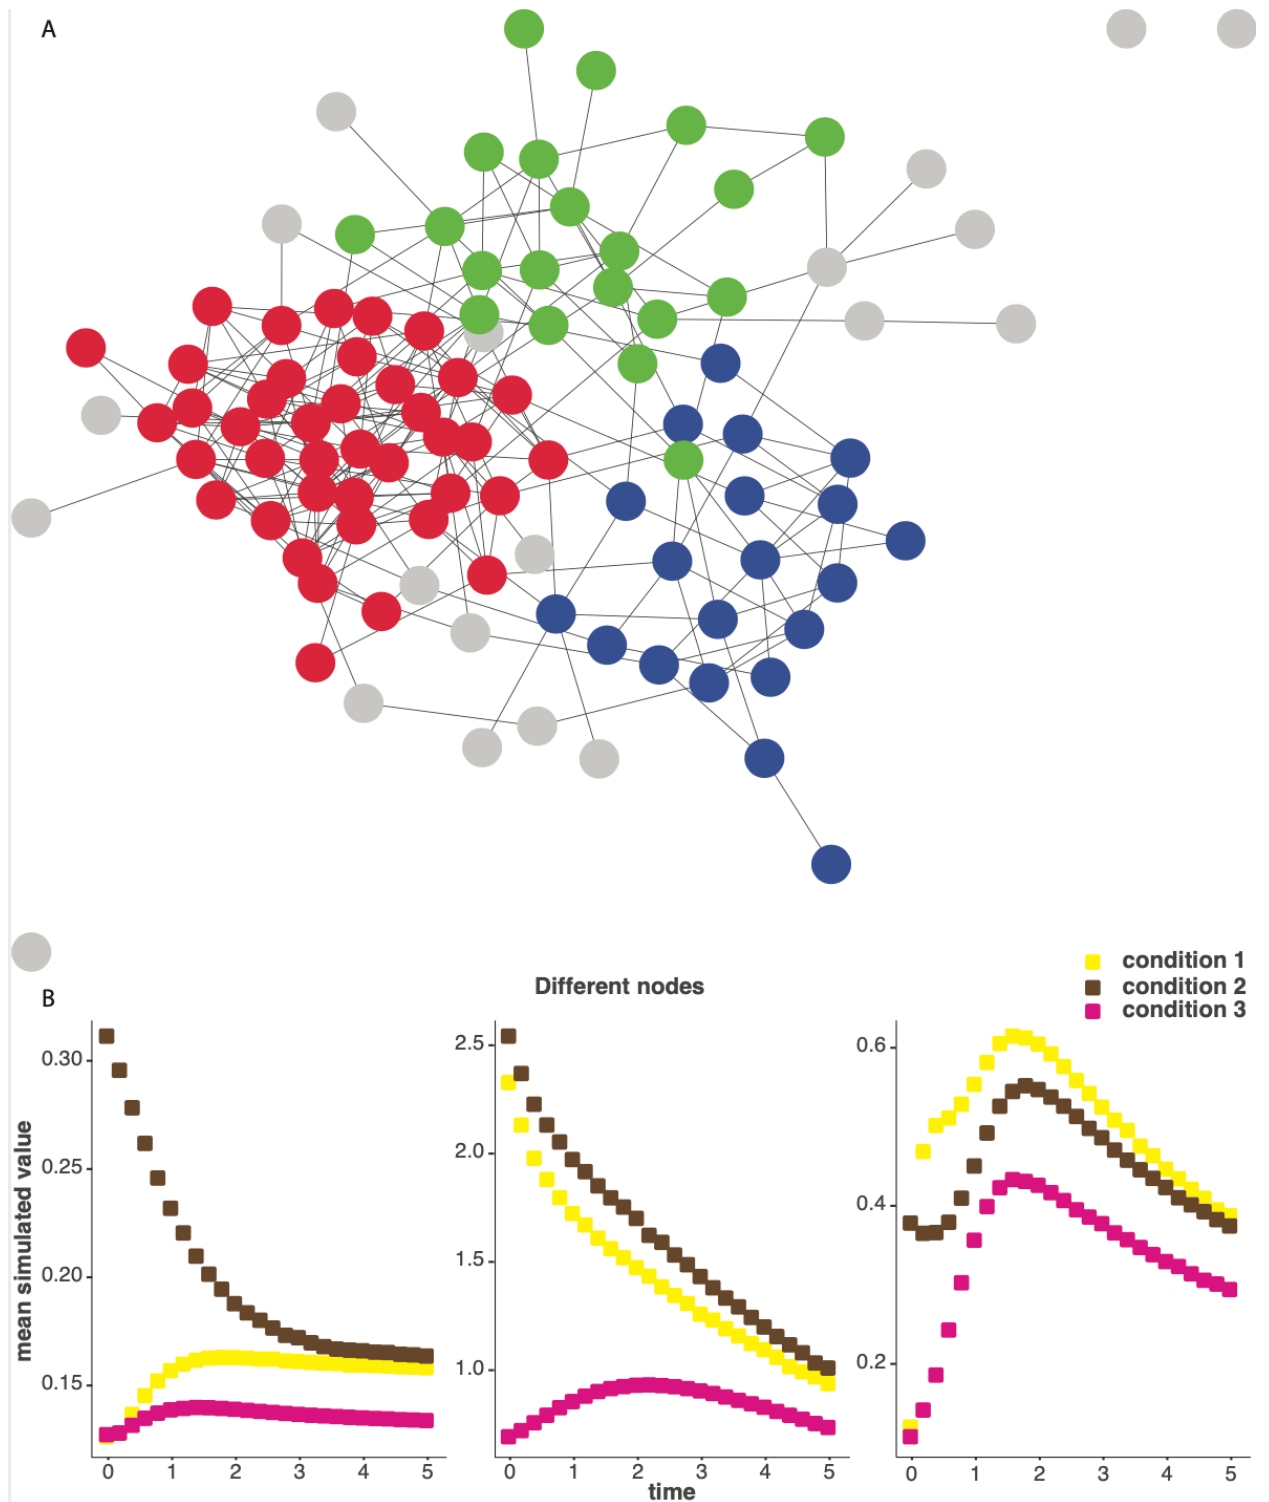 A
B
Different nodes
condition 1
condition 2
condition 3
mean simulated value
0.30
0.25
0.20
0.15
0 1 2 3 4 5
2.5
2.0
1.5
1.0
0 1 2 3 4 5
0.6
0.4
0.2
0 1 2 3 4 5
time